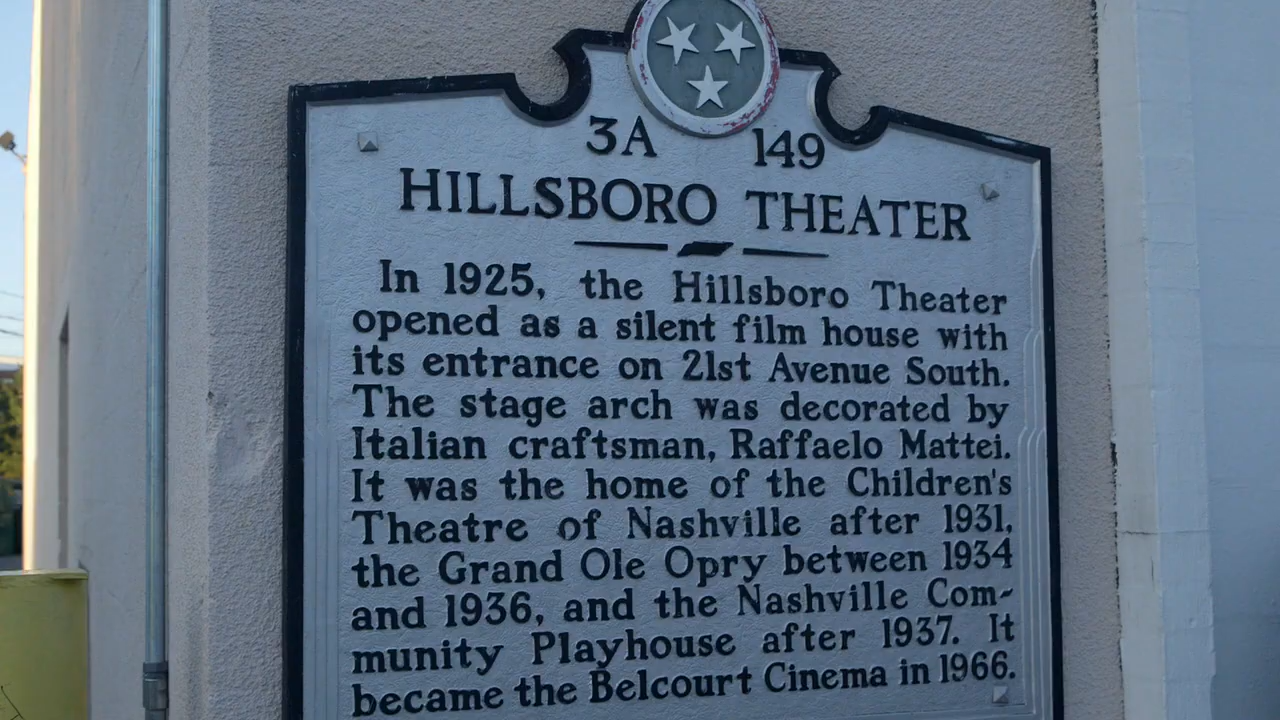 3A 149
HILLSBORO THEATER
In 1925, the Hillsboro Theater
opened as a silent film house with
its entrance on 21st Avenue South.
The stage arch was decorated by
Italian craftsman, Raffaelo Mattei.
It was the home of the Children's
Theatre of Nashville after 1931,
the Grand Ole Opry between 1934
and 1936, and the Nashville Com-
munity Playhouse after 1937. It
became the Belcourt Cinema in 1966.